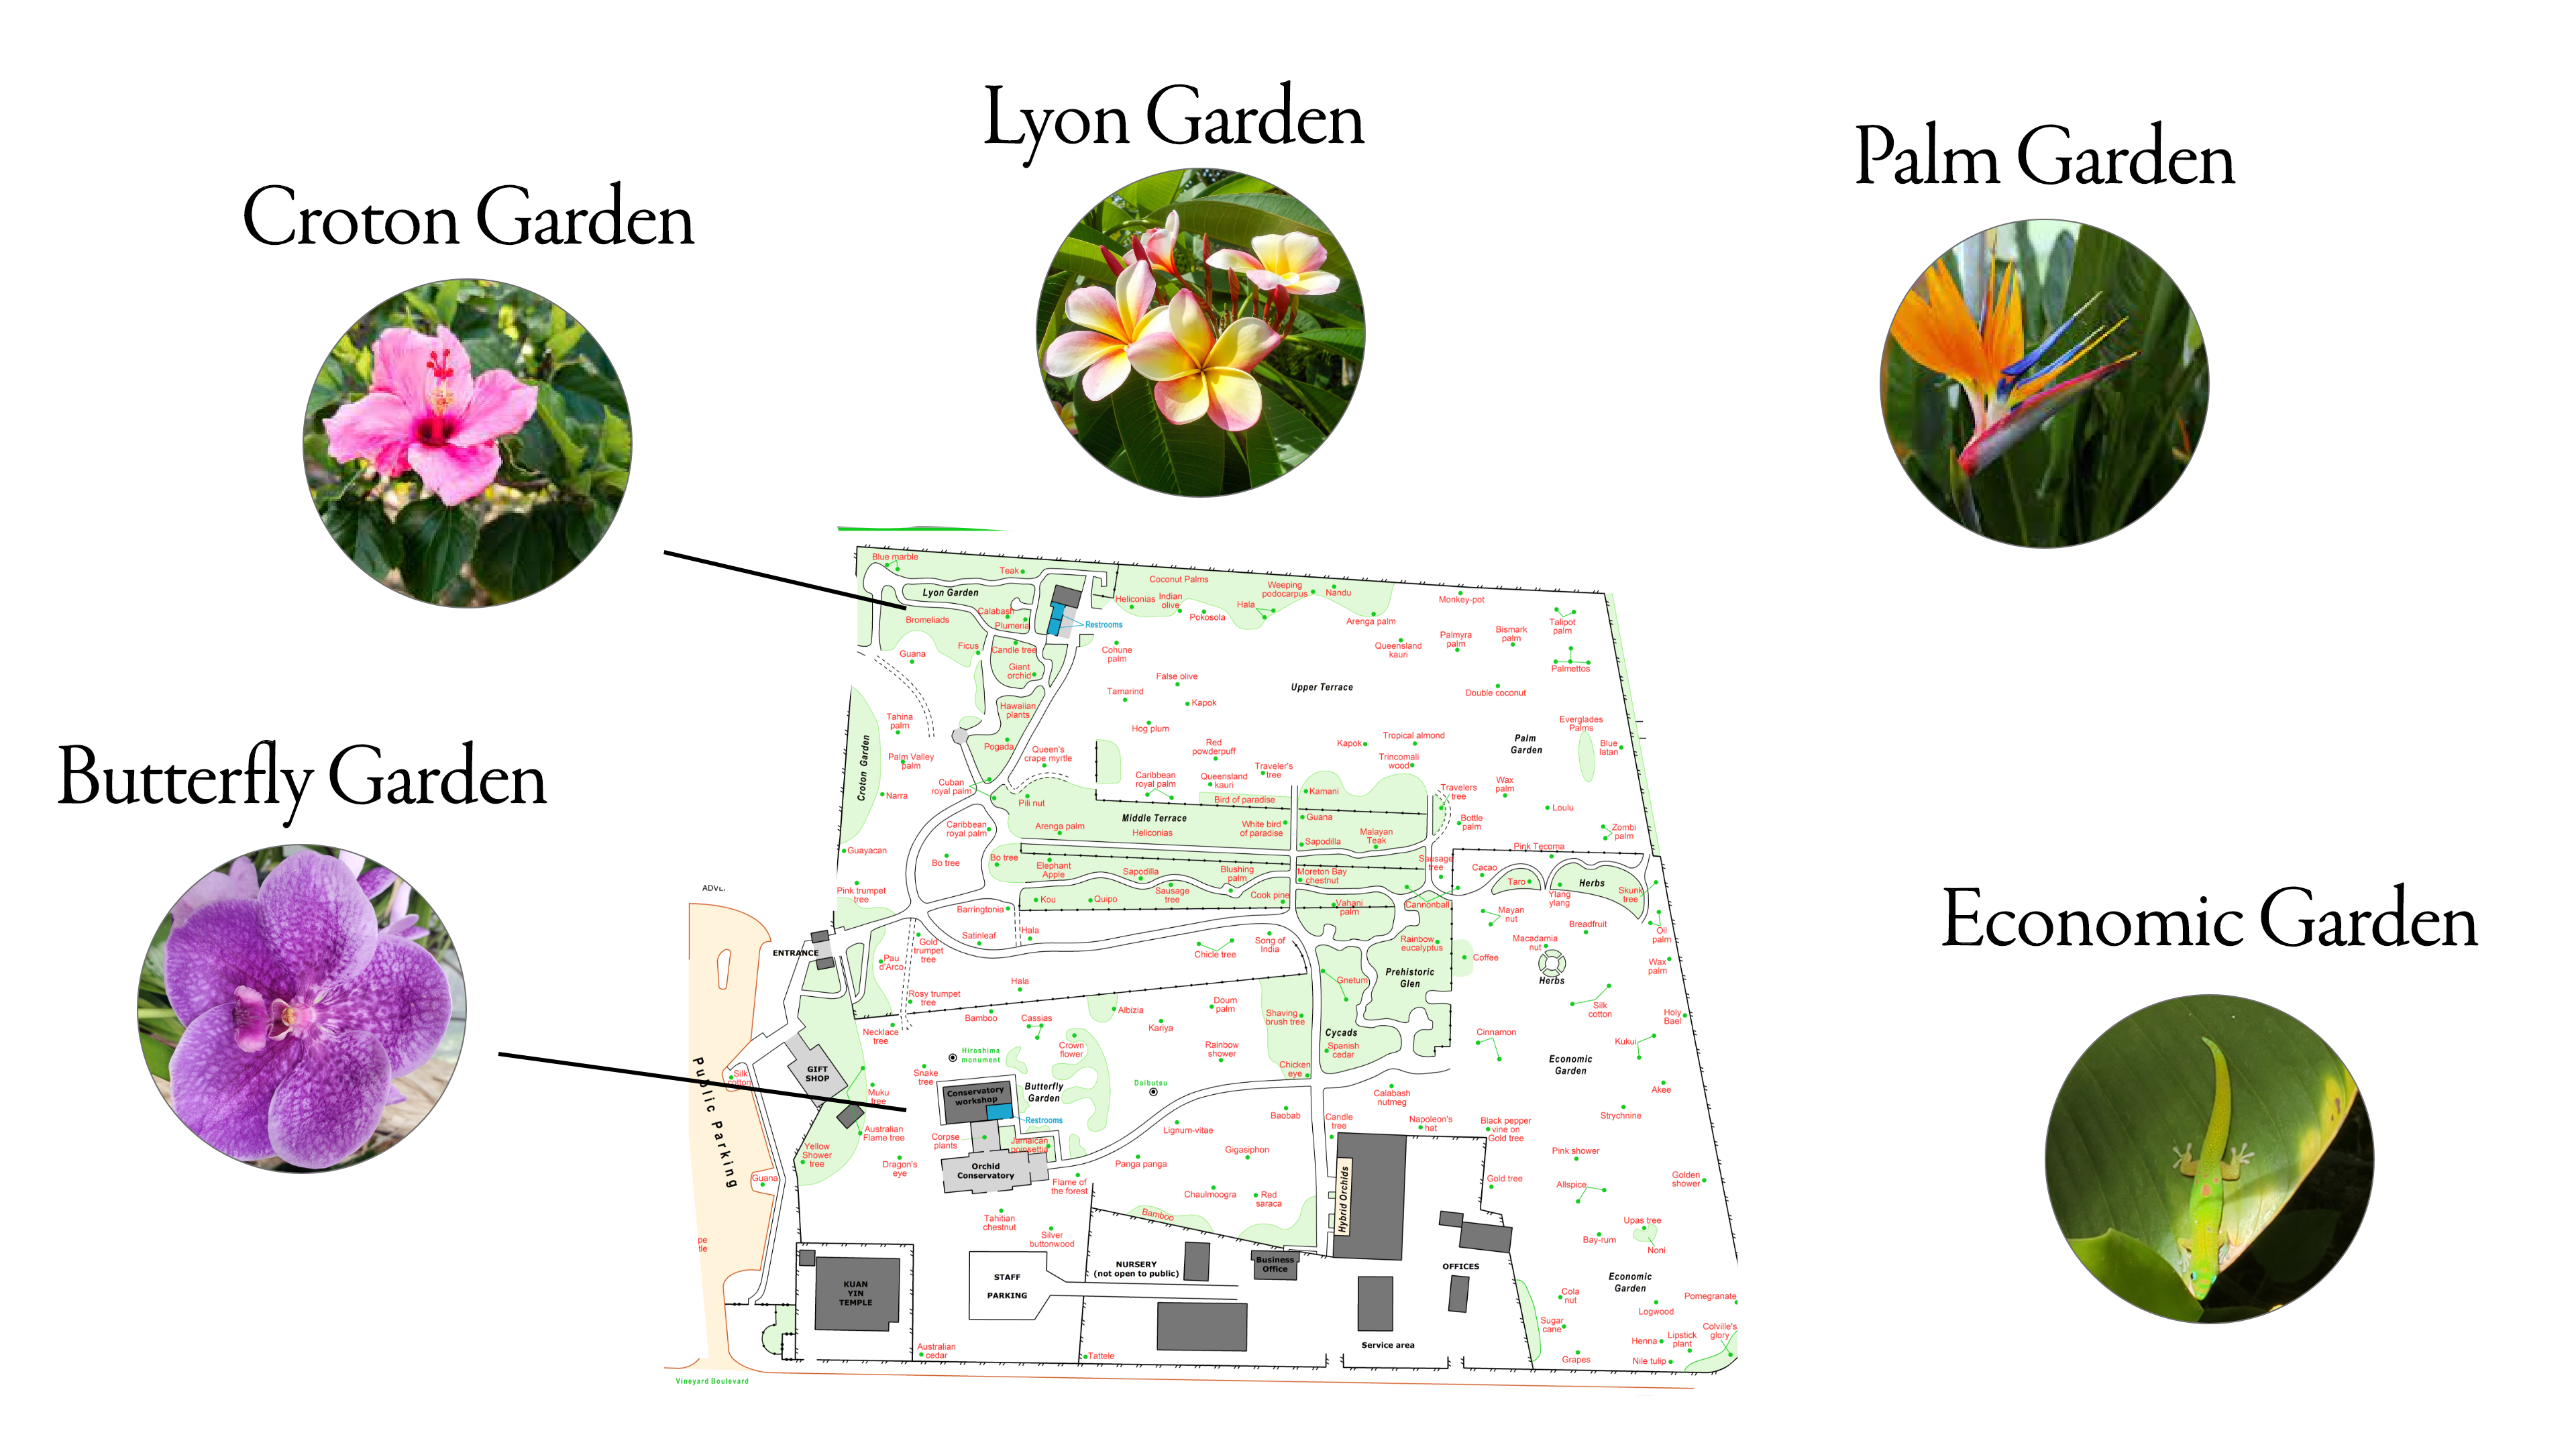 Lyon Garden
Palm Garden
Croton Garden
Butterfly Garden
Economic Garden
Blue marble
Teak
Lyon Garden
Calabash
Plumeria
Bromeliads
Restrooms
Coconut Palms
Heliconias
Indian
olive
Pokosola
Hala
Weeping
podocarpus
Nandu
Arenga palm
Monkey-pot
Talipot
palm
Queensland
kauri
Palmyra
palm
Bismark
palm
Palmettos
Guana
Ficus
Candle tree
Giant
orchid
Cohune
palm
False olive
Tamarind
Kapok
Upper Terrace
Double coconut
Hawaiian
plants
Tahina
palm
Hog plum
Everglades
Palms
Pogada
Queen's
crape myrtle
Red
powderpuff
Kapok
Tropical almond
Palm
Garden
Blue
latan
Croton Garden
Palm Valley
palm
Trincomali
wood
Traveler's
tree
Cuban
royal palm
Caribbean
royal palm
Queensland
kauri
Wax
palm
Narra
Pili nut
Bird of paradise
Kamani
Travelers
tree
Loulu
Middle Terrace
Guana
Bottle
palm
Caribbean
royal palm
Arenga palm
Heliconias
White bird
of paradise
Malayan
Teak
Zombi
palm
Sapodilla
Guayacan
Bo tree
Bo tree
Elephant
Apple
Pink Tecoma
Sapodilla
Blushing
palm
Moreton Bay
chestnut
Sausage
tree
Cacao
Taro
Herbs
ADVE
Pink trumpet
tree
Kou
Quipo
Sausage
tree
Cook pine
Vahani
palm
Cannonball
Ylang
ylang
Skunk
tree
Barringtonia
Mayan
nut
Breadfruit
Satinleaf
Hala
Gold
trumpet
tree
Chicle tree
Song of
India
Rainbow
eucalyptus
Macadamia
nut
Oil
palm
ENTRANCE
Pau
d'Arco
Coffee
Wax
palm
Prehistoric
Glen
Gnetum
Herbs
Hala
Rosy trumpet
tree
Bamboo
Cassias
Albizia
Doum
palm
Shaving
brush tree
Silk
cotton
Holy
Bael
Kariya
Necklace
tree
Cycads
Cinnamon
Kukui
Crown
flower
Rainbow
shower
Spanish
cedar
Hiroshima
monument
Chicken
eye
Economic
Garden
Public Parking
Silk
cotton
GIFT
SHOP
Snake
tree
Butterfly
Garden
Daibutsu
Akee
Muku
tree
Conservatory
workshop
Restrooms
Calabash
nutmeg
Baobab
Strychnine
Australian
Flame tree
Lignum-vitae
Candle
tree
Napoleon's
hat
Black pepper
vine on
Gold tree
Corpse
plants
Jamaican
poinsettia
Yellow
Shower
tree
Dragon's
eye
Orchid
Conservatory
Panga panga
Gigasiphon
Pink shower
Guana
Flame of
the forest
Chaulmoogra
Red
saraca
Hybrid Orchids
Gold tree
Allspice
Golden
shower
Tahitian
chestnut
Bamboo
Upas tree
Silver
buttonwood
Bay-rum
Noni
pe
tle
KUAN
YIN
TEMPLE
STAFF
PARKING
NURSERY
(not open to public)
Business
Office
OFFICES
Economic
Garden
Cola
nut
Pomegranate
Logwood
Sugar
cane
Colville's
glory
Henna
Lipstick
plant
Service area
Australian
cedar
Tattele
Grapes
Nile tulip
Vineyard Boulevard